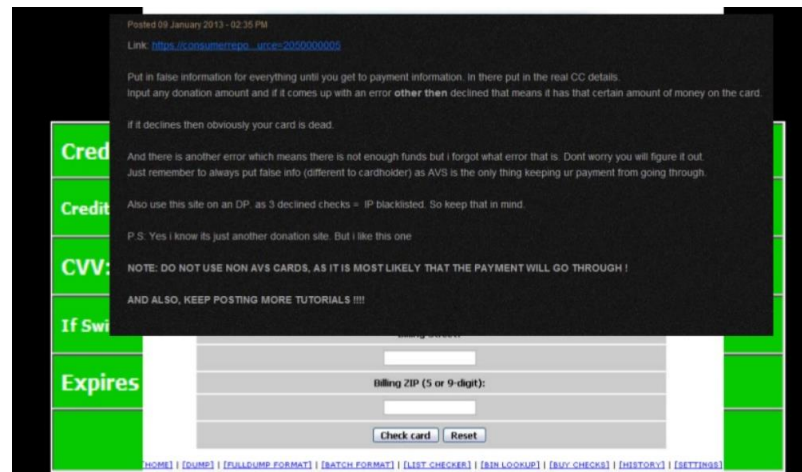 Posted 09 January 2013 - 02:35 PM
Link: https://consumerrepo...urce=2050000005
Put in false information for everything until you get to payment information. In there put in the real CC details.
Input any donation amount and if it comes up with an error other then declined that means it has that certain amount of money on the card.
if it declines then obviously your card is dead.
And there is another error which means there is not enough funds but i forgot what error that is. Dont worry you will figure it out.
Just remember to always put false info (different to cardholder) as AVS is the only thing keeping ur payment from going through.
Also use this site on an DP, as 3 declined checks = IP blacklisted. So keep that in mind.
P.S: Yes i know its just another donation site. But i like this one
NOTE: DO NOT USE NON AVS CARDS, AS IT IS MOST LIKELY THAT THE PAYMENT WILL GO THROUGH !
AND ALSO, KEEP POSTING MORE TUTORIALS !!!!
Cred
Credit
CVV:
If Swi
Expires
Billing ZIP (5 or 9-digit):
Check card Reset
[HOME] | [DUMP] | [FULLDUMP FORMAT] | [BATCH FORMAT] | [LIST CHECKER] | [BIN LOOKUP] | [BUY CHECKS] | [HISTORY] | [SETTINGS]